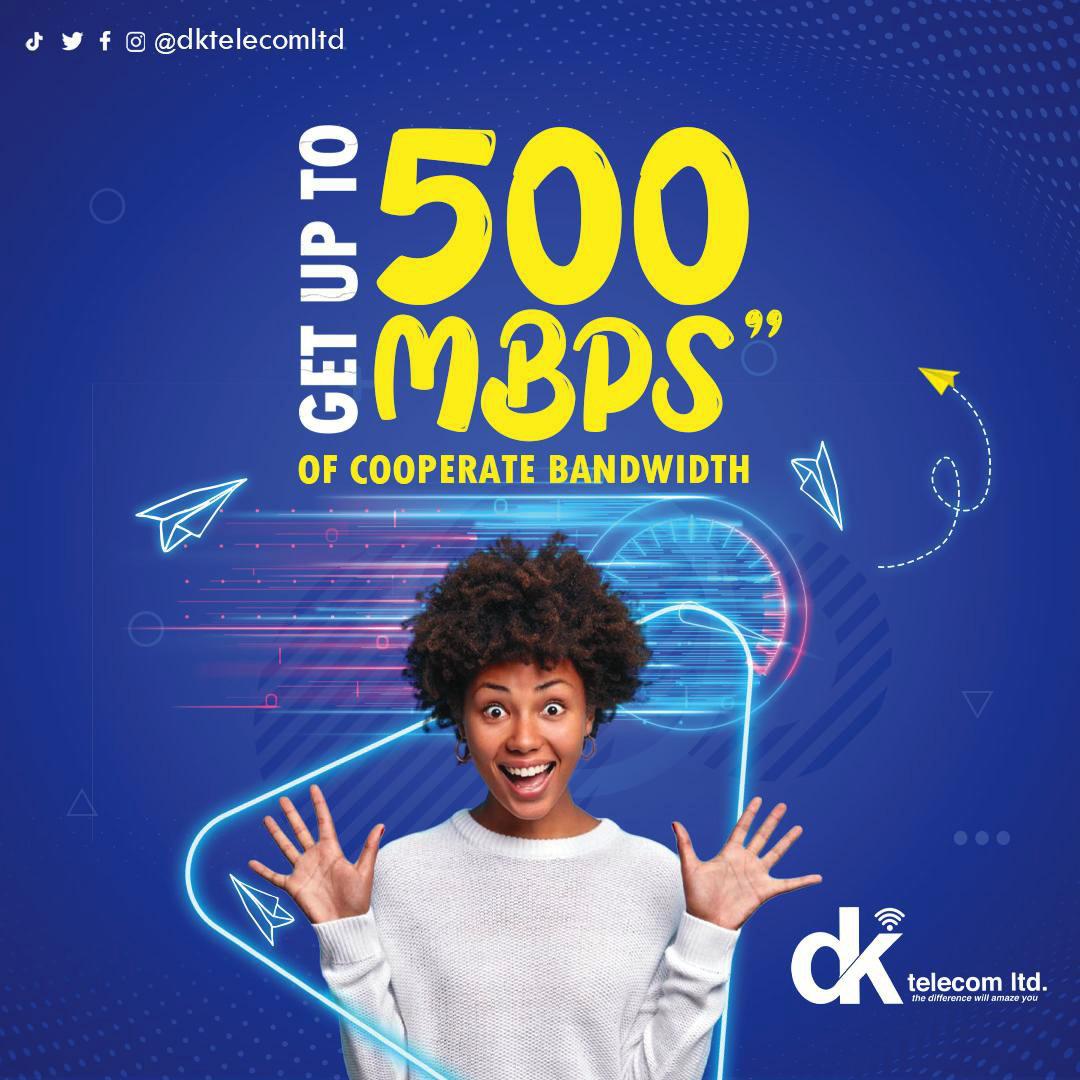 @dktelecomltd
GET UP TO
500
MBPS”
OF COOPERATE BANDWIDTH
dk
telecom ltd.
the difference will amaze you